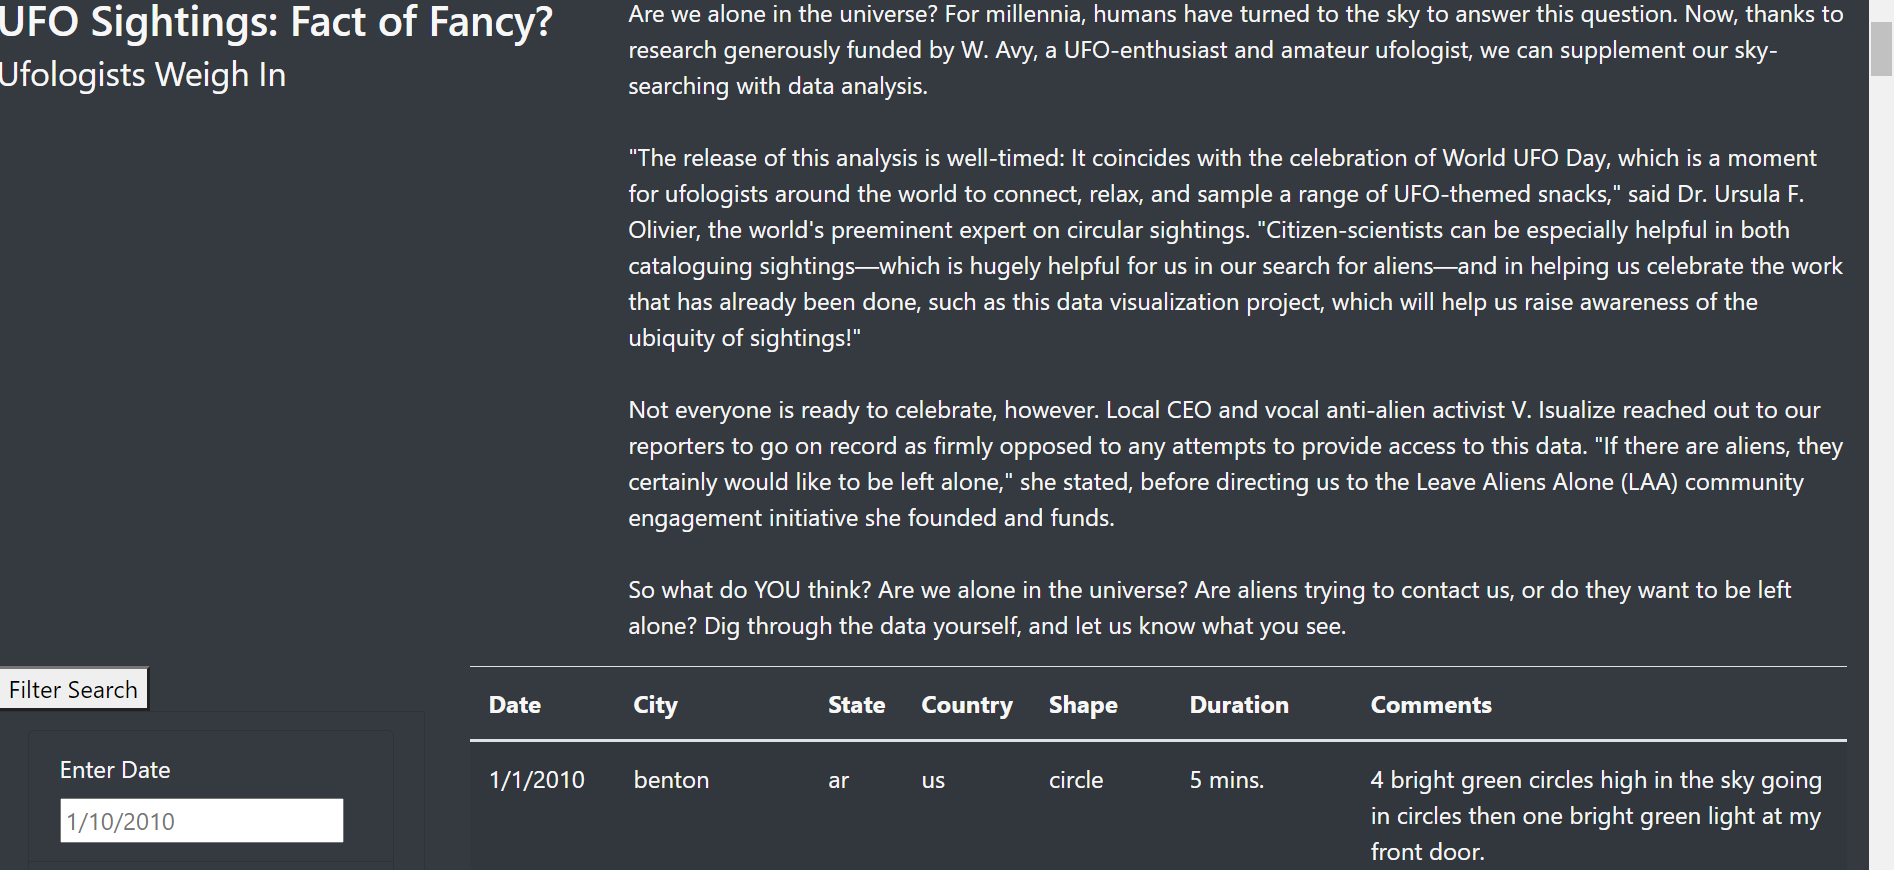 UFO Sightings: Fact of Fancy?
Ufologists Weigh In
Are we alone in the universe? For millennia, humans have turned to the sky to answer this question. Now, thanks to
research generously funded by W. Avy, a UFO-enthusiast and amateur ufologist, we can supplement our sky-
searching with data analysis.
"The release of this analysis is well-timed: It coincides with the celebration of World UFO Day, which is a moment
for ufologists around the world to connect, relax, and sample a range of UFO-themed snacks," said Dr. Ursula F.
Olivier, the world's preeminent expert on circular sightings. "Citizen-scientists can be especially helpful in both
cataloguing sightings—which is hugely helpful for us in our search for aliens—and in helping us celebrate the work
that has already been done, such as this data visualization project, which will help us raise awareness of the
ubiquity of sightings!"
Not everyone is ready to celebrate, however. Local CEO and vocal anti-alien activist V. Isualize reached out to our
reporters to go on record as firmly opposed to any attempts to provide access to this data. "If there are aliens, they
certainly would like to be left alone," she stated, before directing us to the Leave Aliens Alone (LAA) community
engagement initiative she founded and funds.
So what do YOU think? Are we alone in the universe? Are aliens trying to contact us, or do they want to be left
alone? Dig through the data yourself, and let us know what you see.
Filter Search
Enter Date
1/10/2010
Date City State Country Shape Duration Comments
1/1/2010 benton ar us circle 5 mins. 4 bright green circles high in the sky going
in circles then one bright green light at my
front door.